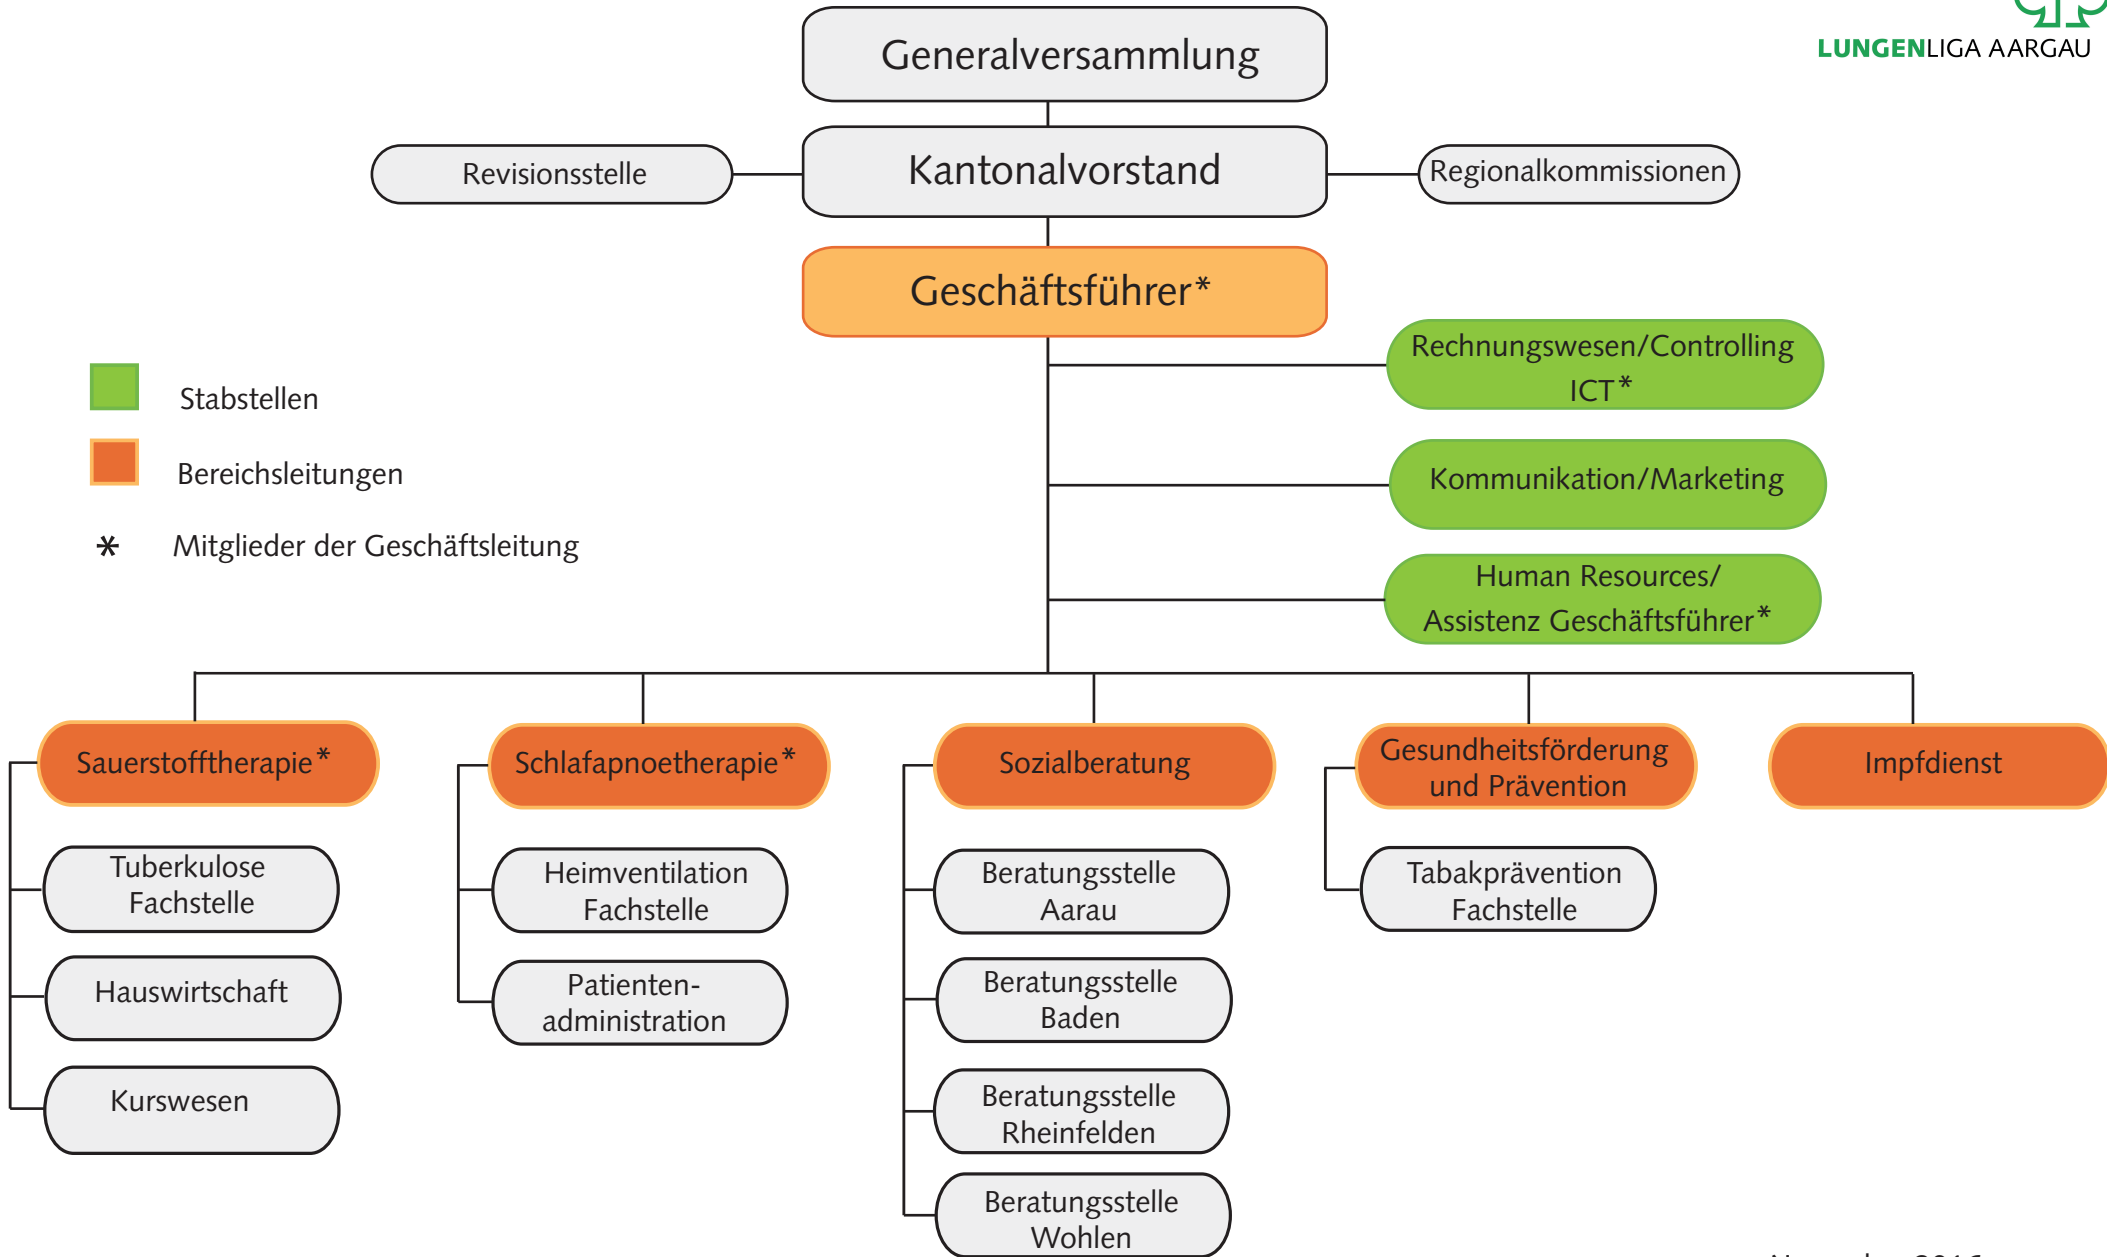 LUNGENLIGA AARGAU
Generalversammlung
Revisionsstelle
Kantonalvorstand
Regionalkommissionen
Geschäftsführer*
Rechnungswesen/Controlling
ICT*
Stabstellen
Kommunikation/Marketing
Bereichsleitungen
* Mitglieder der Geschäftsleitung
Human Resources/
Assistenz Geschäftsführer*
Sauerstofftherapie*
Schlafapnoetherapie*
Sozialberatung
Gesundheitsförderung
und Prävention
Impfdienst
Tuberkulose
Fachstelle
Hauswirtschaft
Kurswesen
Heimventilation
Fachstelle
Patienten-
administration
Beratungsstelle
Aarau
Beratungsstelle
Baden
Beratungsstelle
Rheinfelden
Beratungsstelle
Wohlen
Tabakprävention
Fachstelle